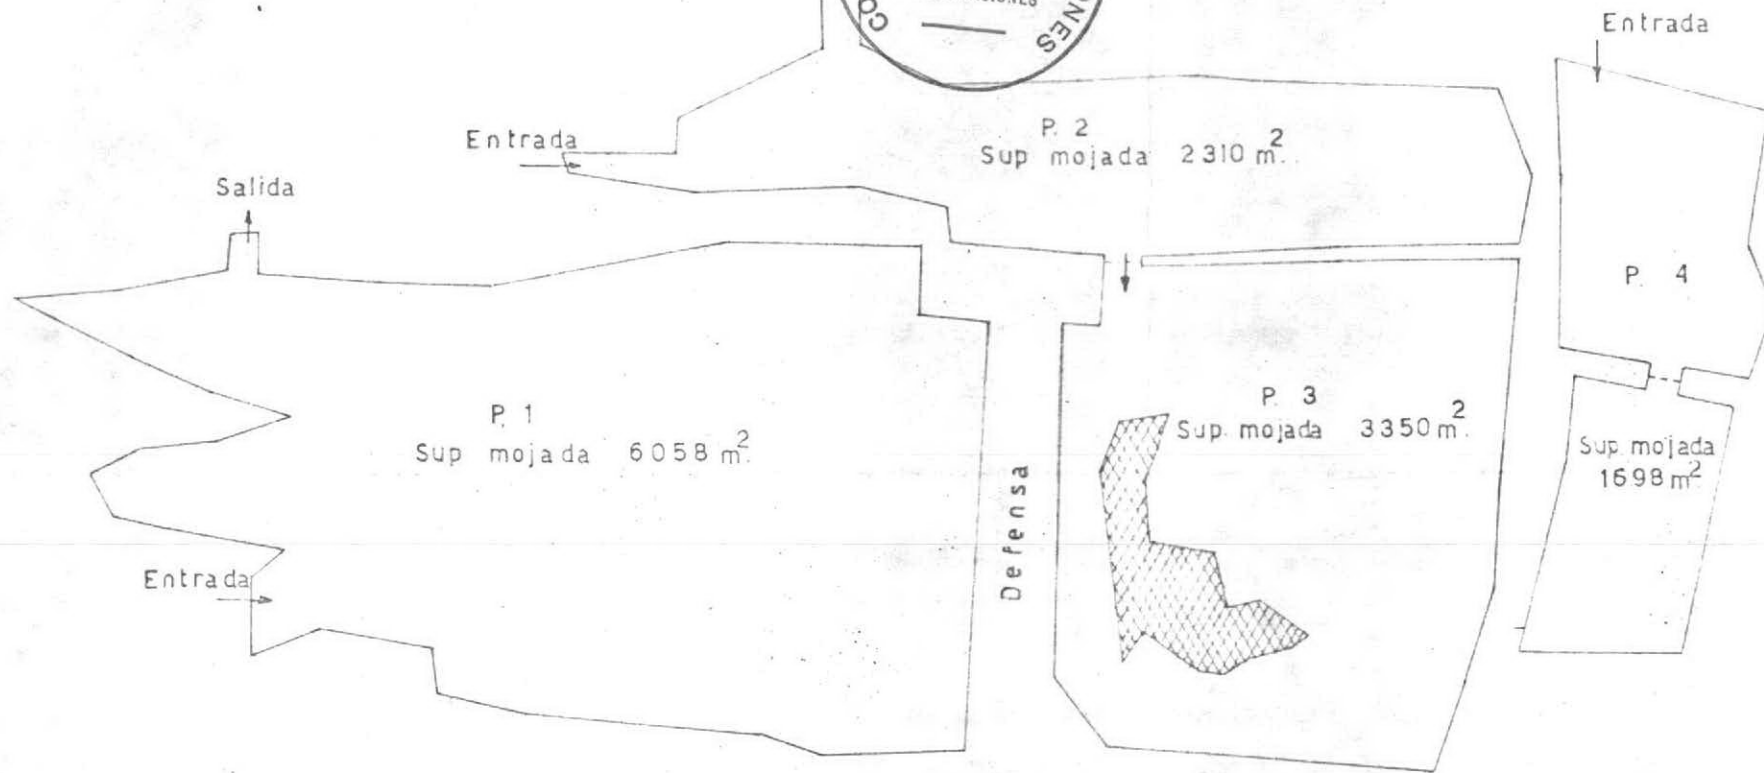 Entrada
Entrada
P. 2
Sup mojada 2310 m².
Salida
P. 4
P. 1
Sup mojada 6058 m².
P. 3
Sup. mojada 3350 m².
Sup. mojada
1698 m²
Defensa
Entrada